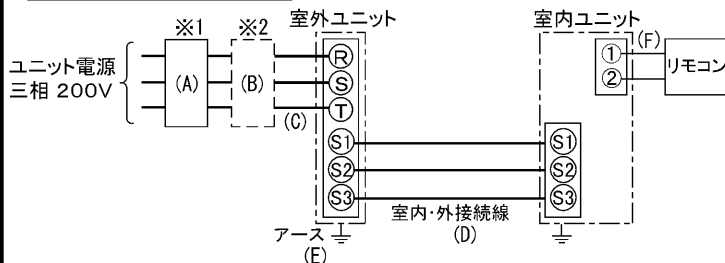 ※1
※2
室外ユニット
室内ユニット
ユニット電源
三相 200V
(A)
(B)
(C)
R
S
T
S1
S2
S3
室内・外接続線
(D)
アース
(E)
S1
S2
S3
①
②
(F)
リモコン